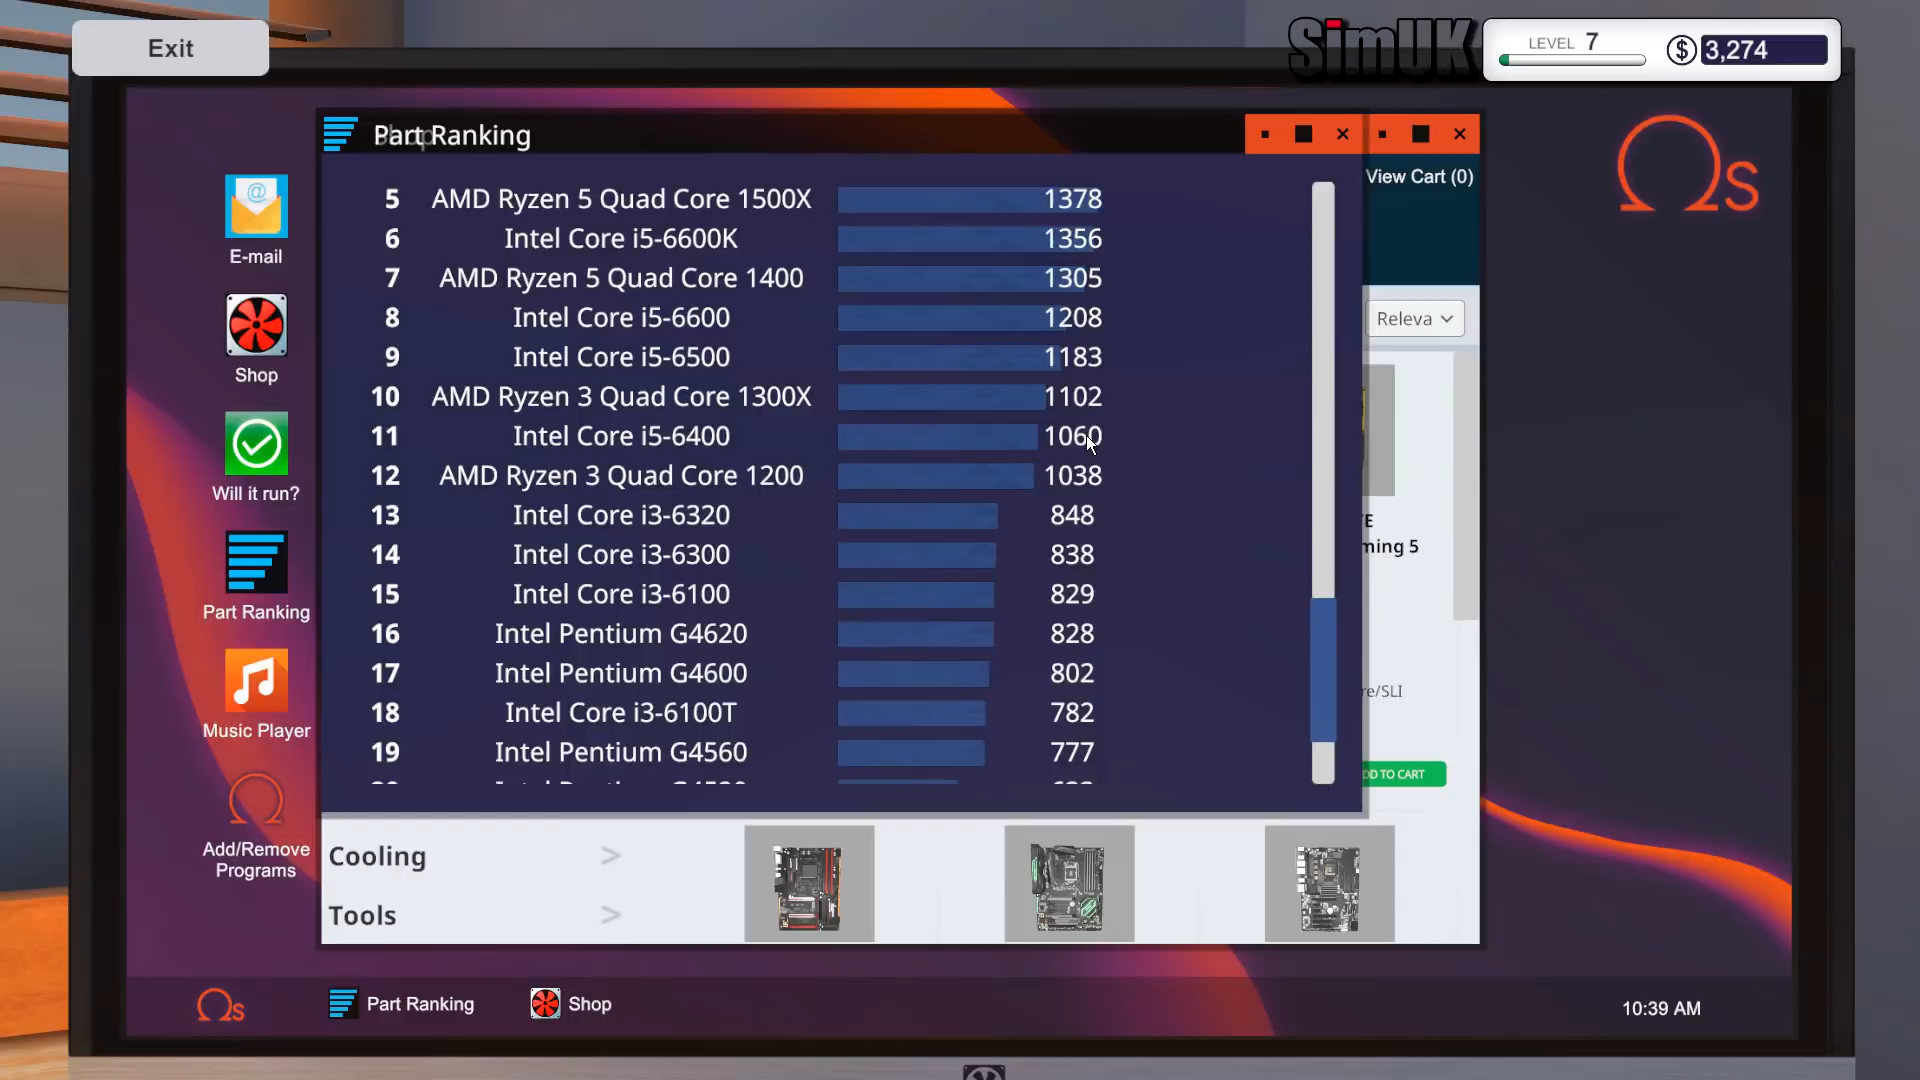 Exit
SimUK
LEVEL 7
$ 3,274
Part Ranking
View Cart (0)
5 AMD Ryzen 5 Quad Core 1500X 1378
6 Intel Core i5-6600K 1356
7 AMD Ryzen 5 Quad Core 1400 1305
8 Intel Core i5-6600 1208
9 Intel Core i5-6500 1183
10 AMD Ryzen 3 Quad Core 1300X 1102
11 Intel Core i5-6400 1060
12 AMD Ryzen 3 Quad Core 1200 1038
13 Intel Core i3-6320 848
14 Intel Core i3-6300 838
15 Intel Core i3-6100 829
16 Intel Pentium G4620 828
17 Intel Pentium G4600 802
18 Intel Core i3-6100T 782
19 Intel Pentium G4560 777
Releva
TE
ming 5
re/SLI
DD TO CART
E-mail
Shop
Will it run?
Part Ranking
Music Player
Add/Remove
Programs
Cooling >
Tools >
Ωs
Ωs
Part Ranking
Shop
10:39 AM